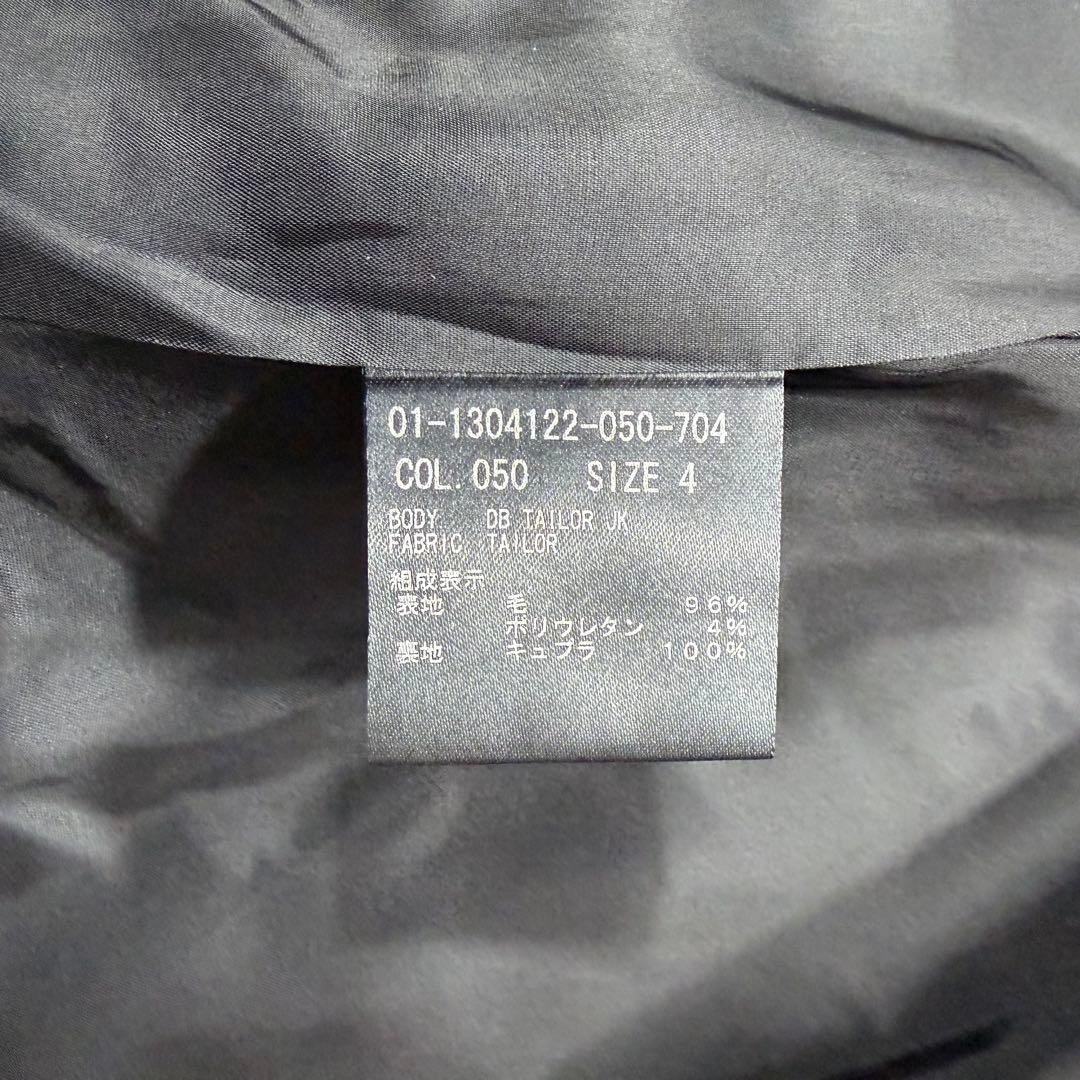 01-1304122-050-704
COL. 050 SIZE 4
BODY DB TAILOR JK
FABRIC TAILOR
組成表示
表地 毛 96%
ポリウレタン 4%
裏地 キュプラ 100%